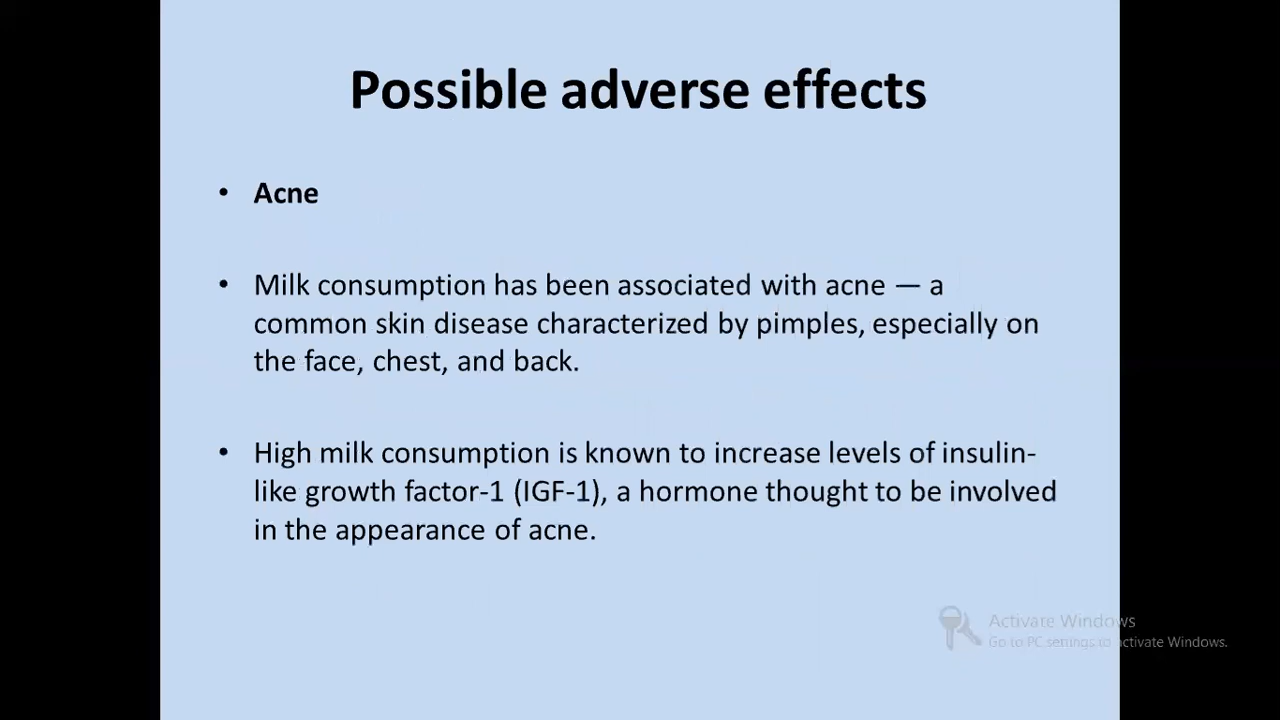 Possible adverse effects
• Acne
• Milk consumption has been associated with acne — a
common skin disease characterized by pimples, especially on
the face, chest, and back.
• High milk consumption is known to increase levels of insulin-
like growth factor-1 (IGF-1), a hormone thought to be involved
in the appearance of acne.
Activate Windows
Go to PC settings to activate Windows.